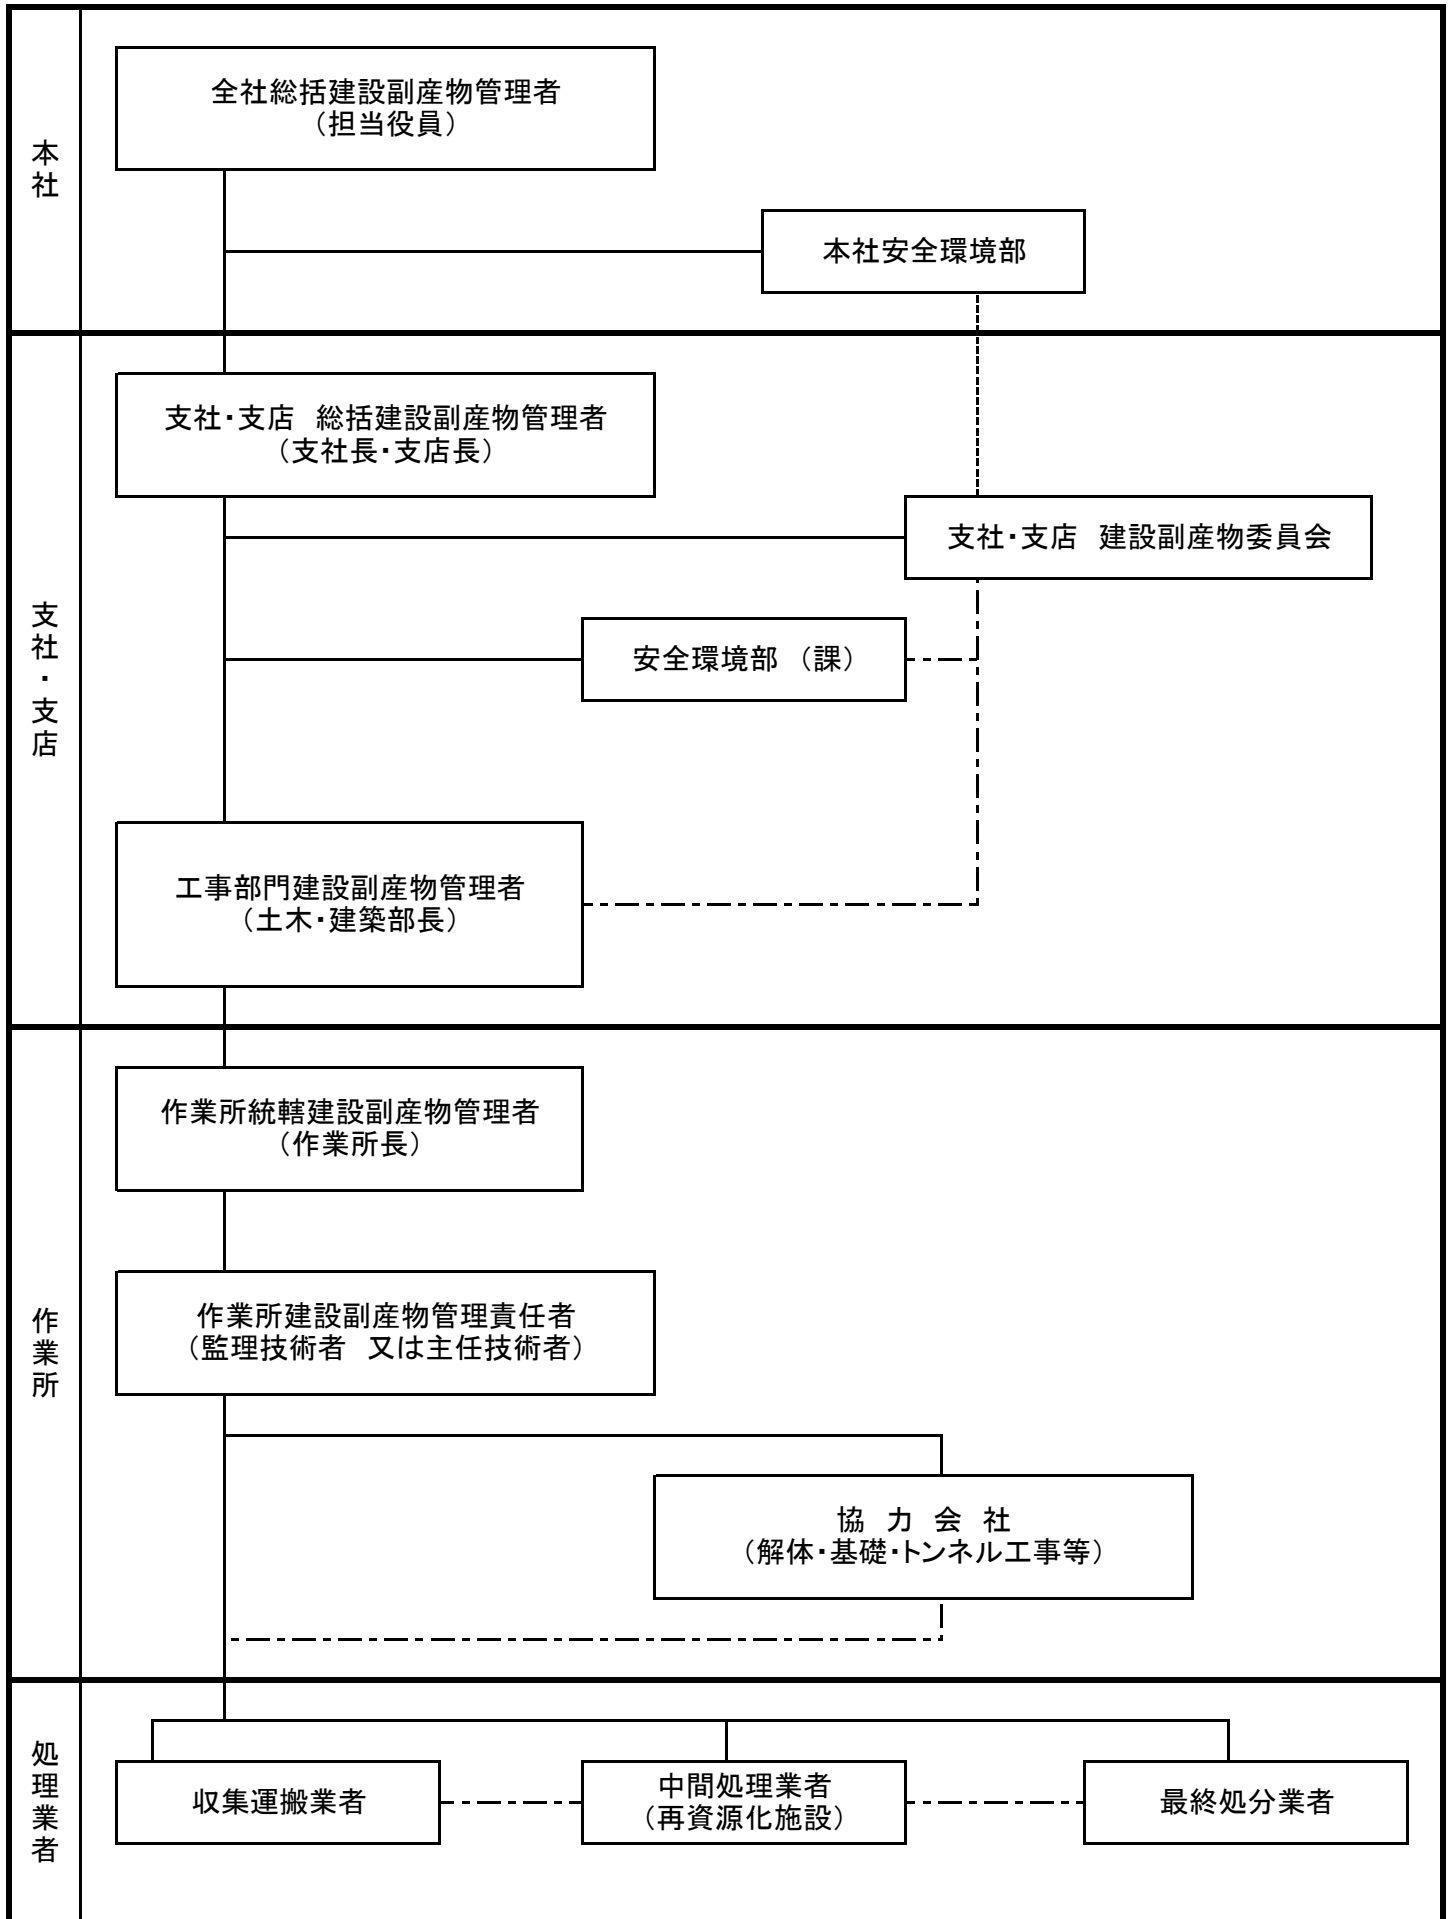 本社
全社総括建設副産物管理者
（担当役員）
本社安全環境部
支社・支店
支社・支店　総括建設副産物管理者
（支社長・支店長）
支社・支店　建設副産物委員会
安全環境部（課）
工事部門建設副産物管理者
（土木・建築部長）
作業所
作業所統轄建設副産物管理者
（作業所長）
作業所建設副産物管理責任者
（監理技術者　又は主任技術者）
協　力　会　社
（解体・基礎・トンネル工事等）
処理業者
収集運搬業者
中間処理業者
（再資源化施設）
最終処分業者